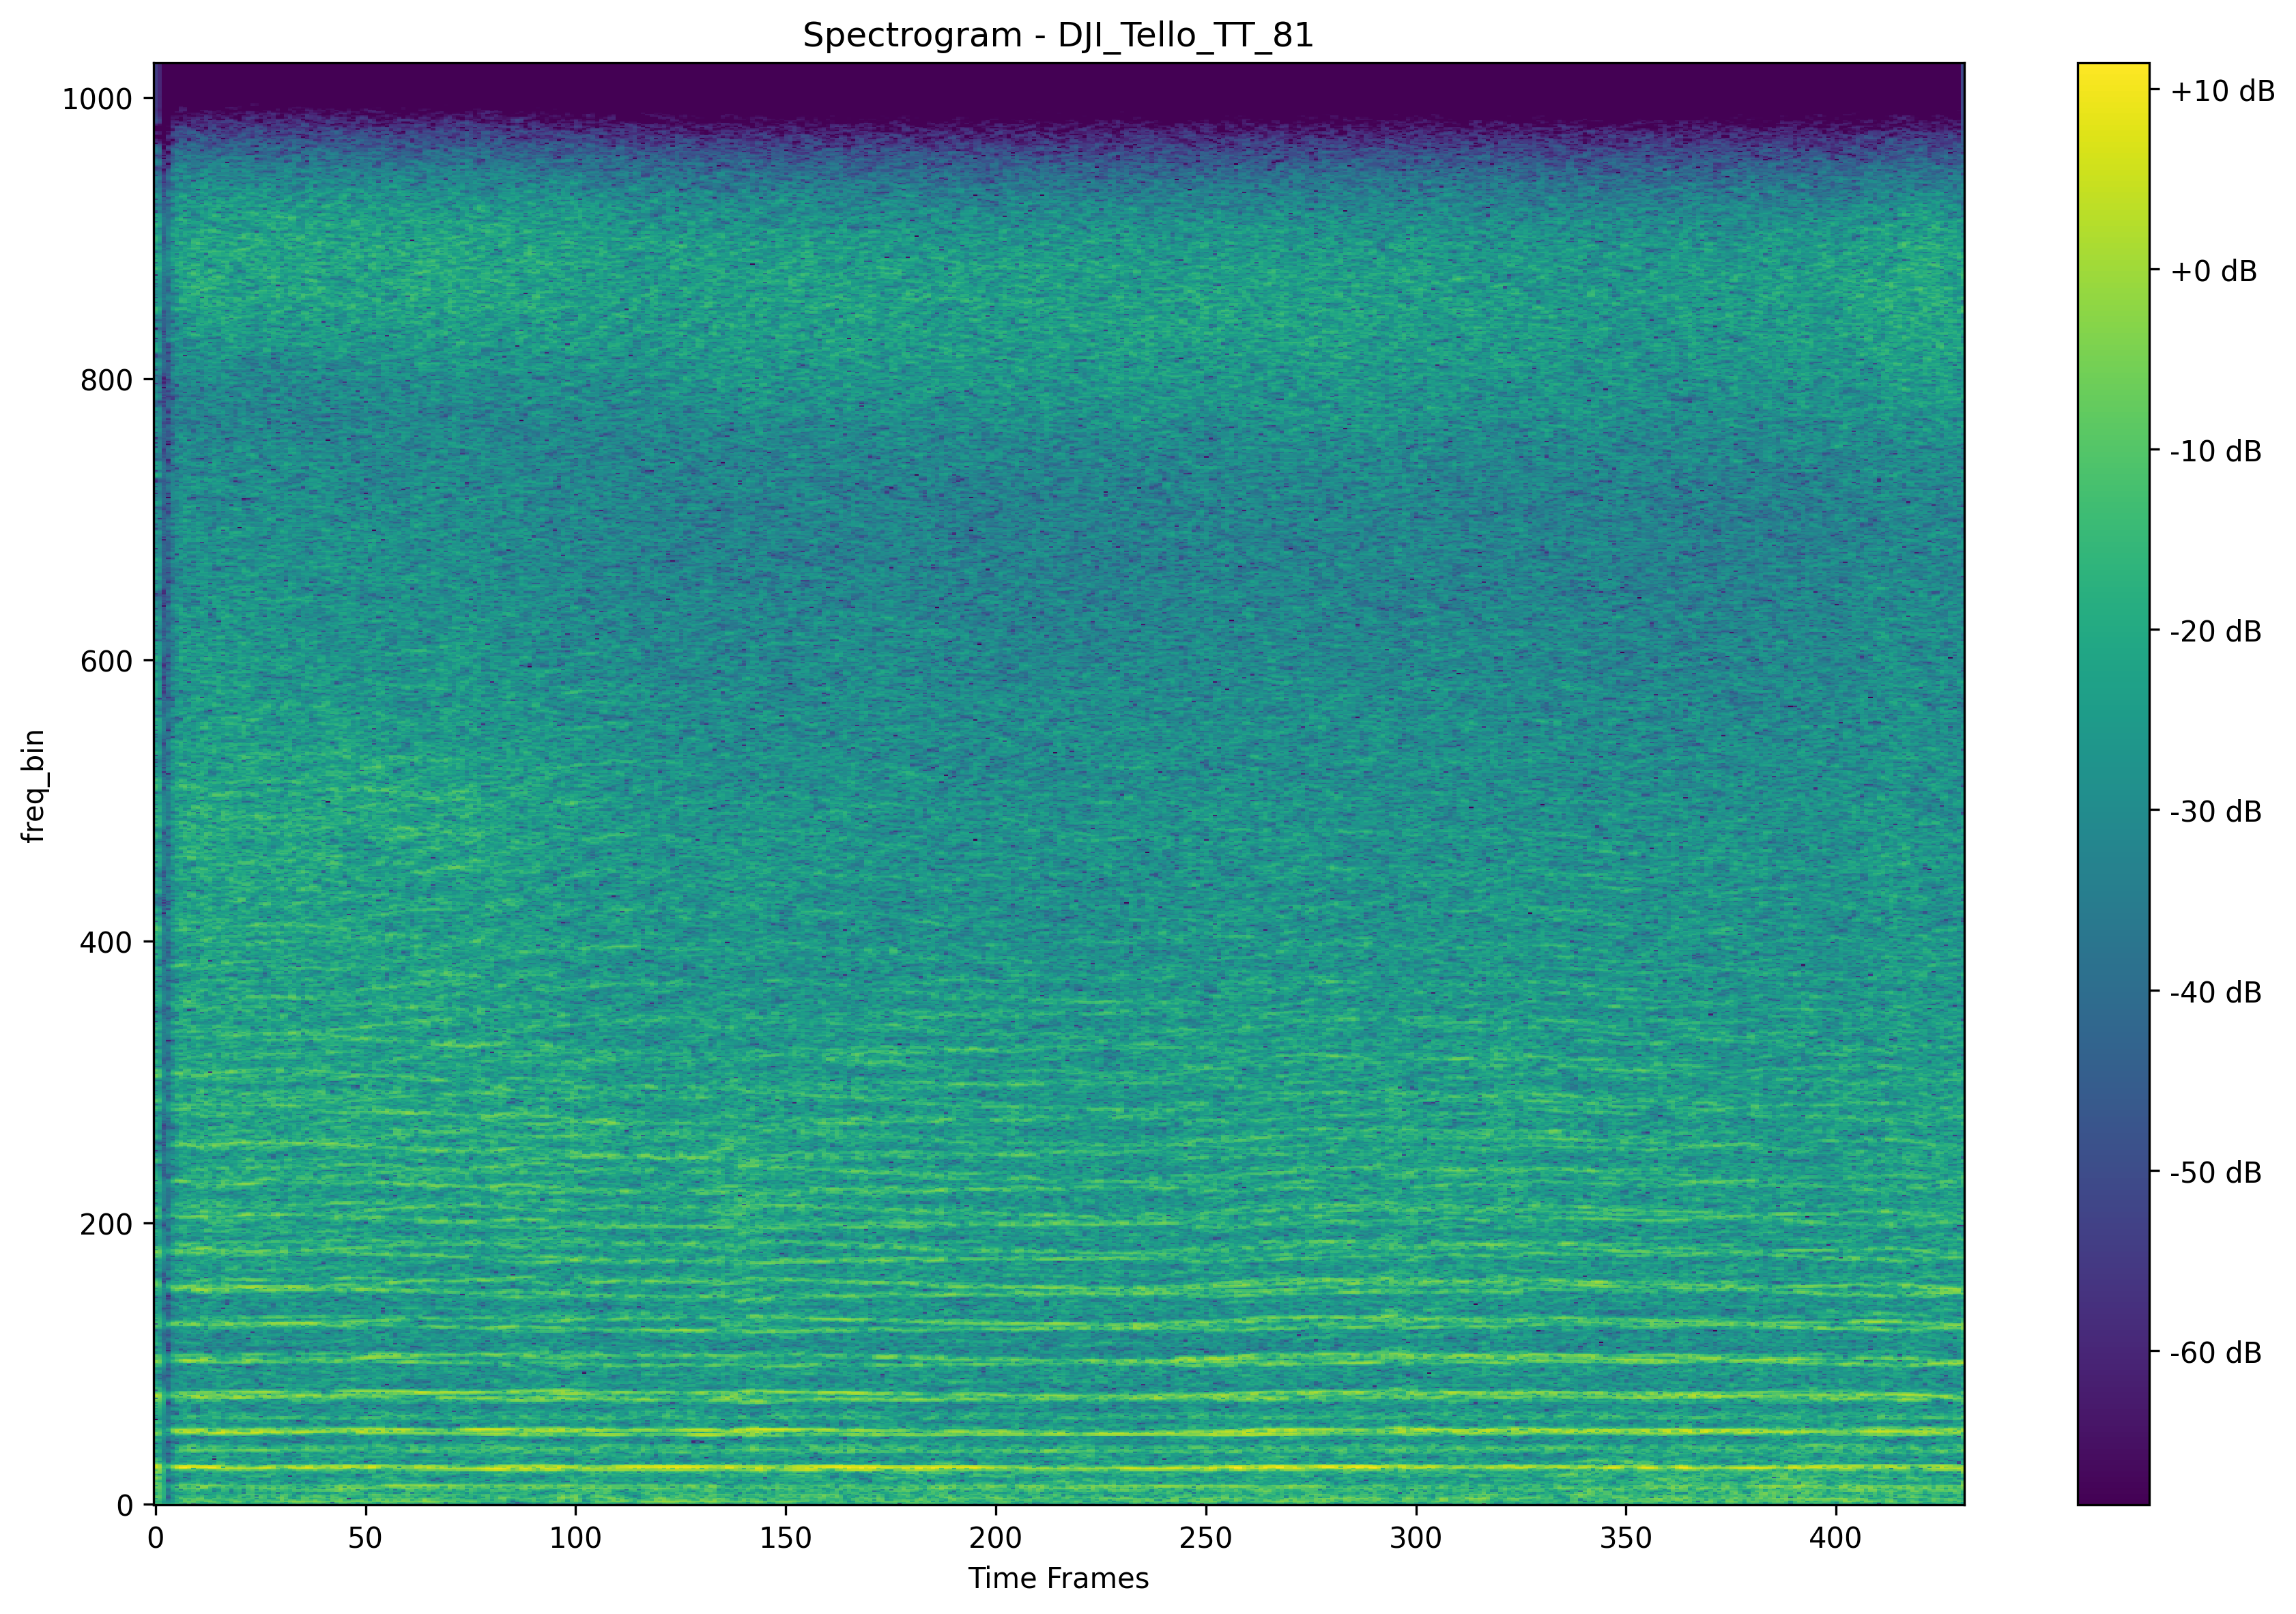 Spectrogram - DJI_Tello_TT_81
1000
800
600
400
200
0
freq_bin
0 50 100 150 200 250 300 350 400
Time Frames
+10 dB
+0 dB
-10 dB
-20 dB
-30 dB
-40 dB
-50 dB
-60 dB